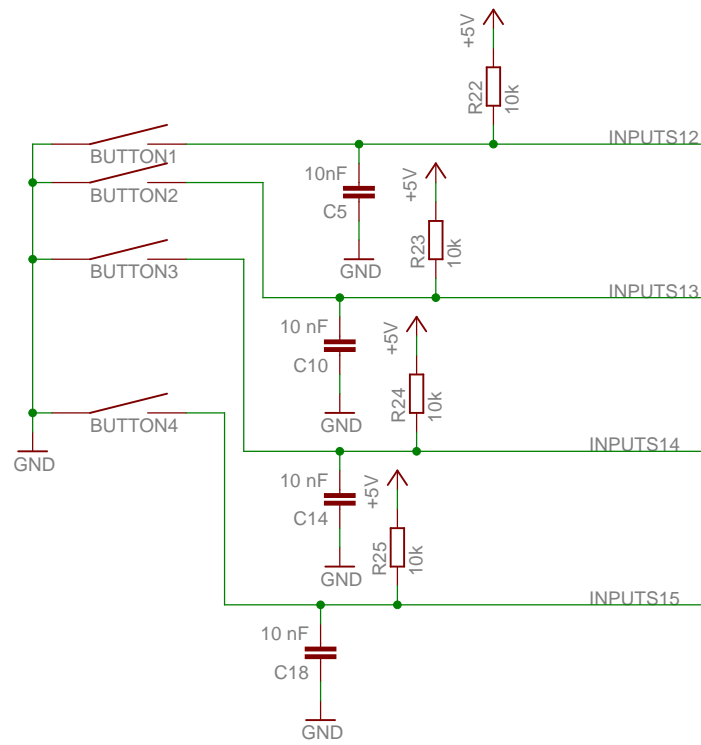 +5V
R22
10k
INPUTS12
BUTTON1
10nF
C5
GND
+5V
R23
10k
BUTTON2
BUTTON3
INPUTS13
10 nF
C10
GND
+5V
R24
10k
BUTTON4
GND
INPUTS14
10 nF
C14
GND
+5V
R25
10k
INPUTS15
10 nF
C18
GND